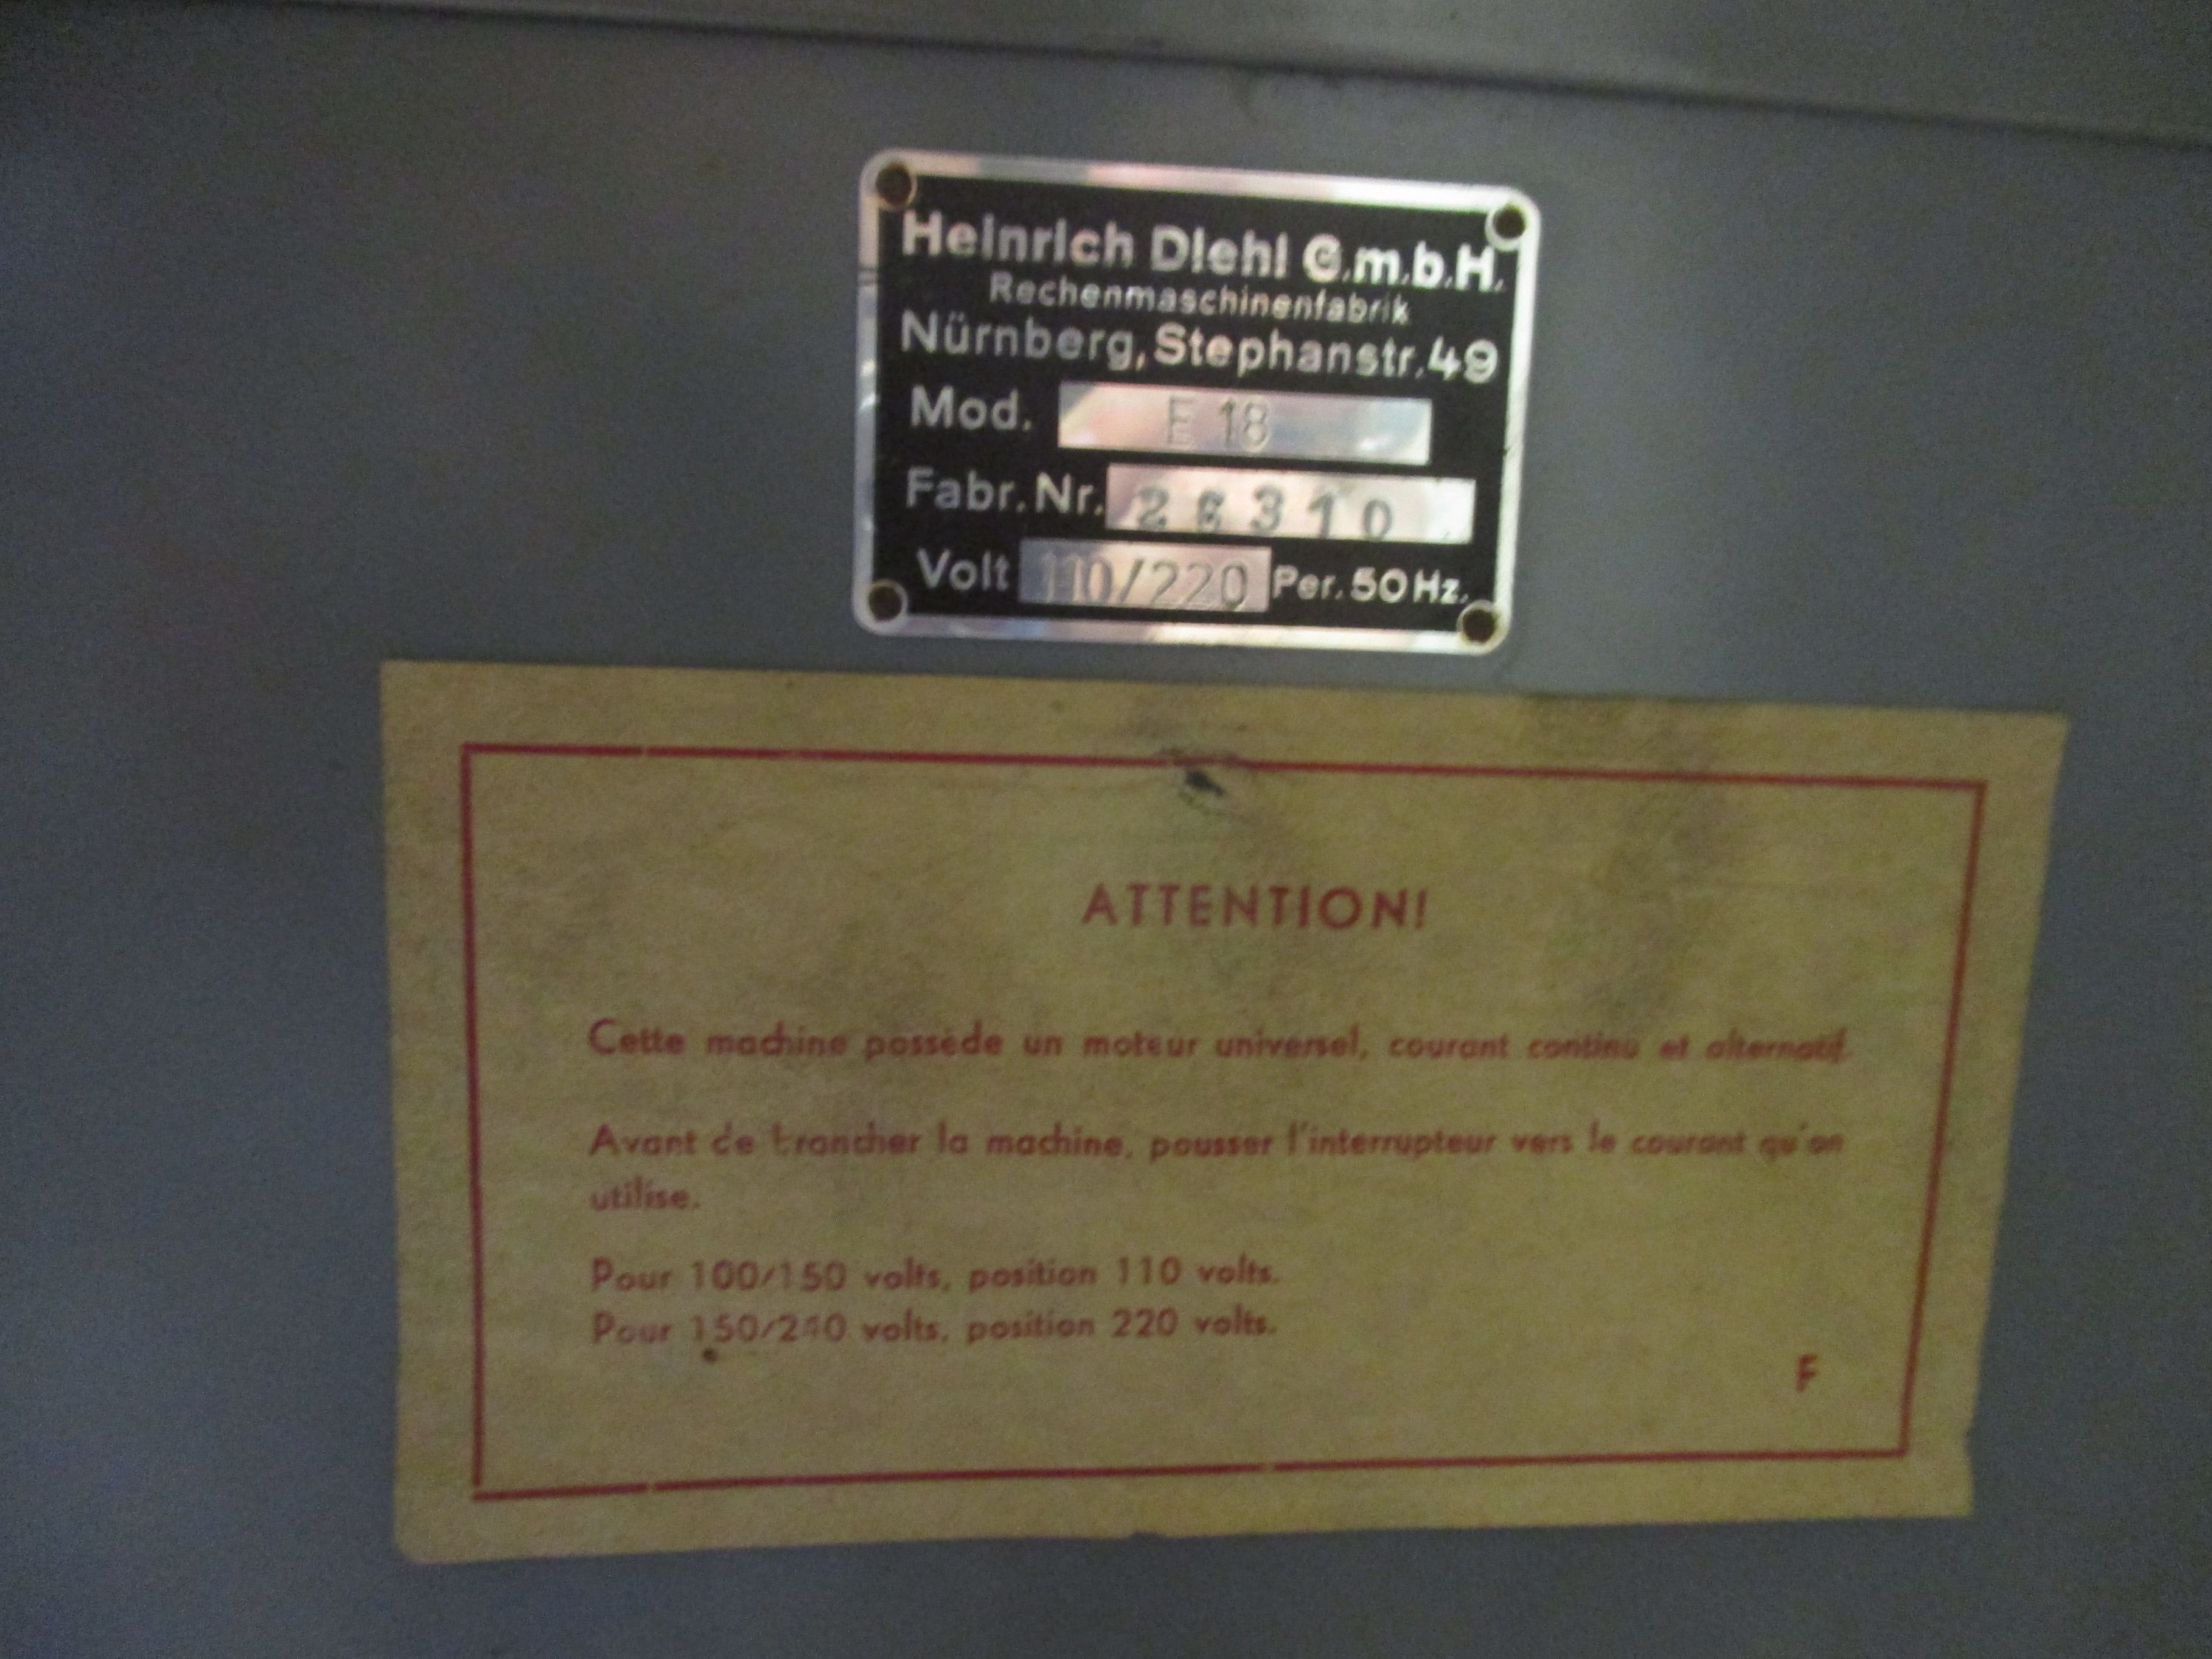 Heinrich Diehl G.m.b.H.
Rechenmaschinenfabrik
Nürnberg, Stephanstr. 49
Mod. E 18
Fabr. Nr. 26310
Volt 110/220 Per. 50 Hz.
ATTENTION!
Cette machine possède un moteur universel, courant continu et alternatif.
Avant de brancher la machine, pousser l'interrupteur vers le courant qu'on
utilise.
Pour 100/150 volts, position 110 volts.
Pour 150/240 volts, position 220 volts.
F